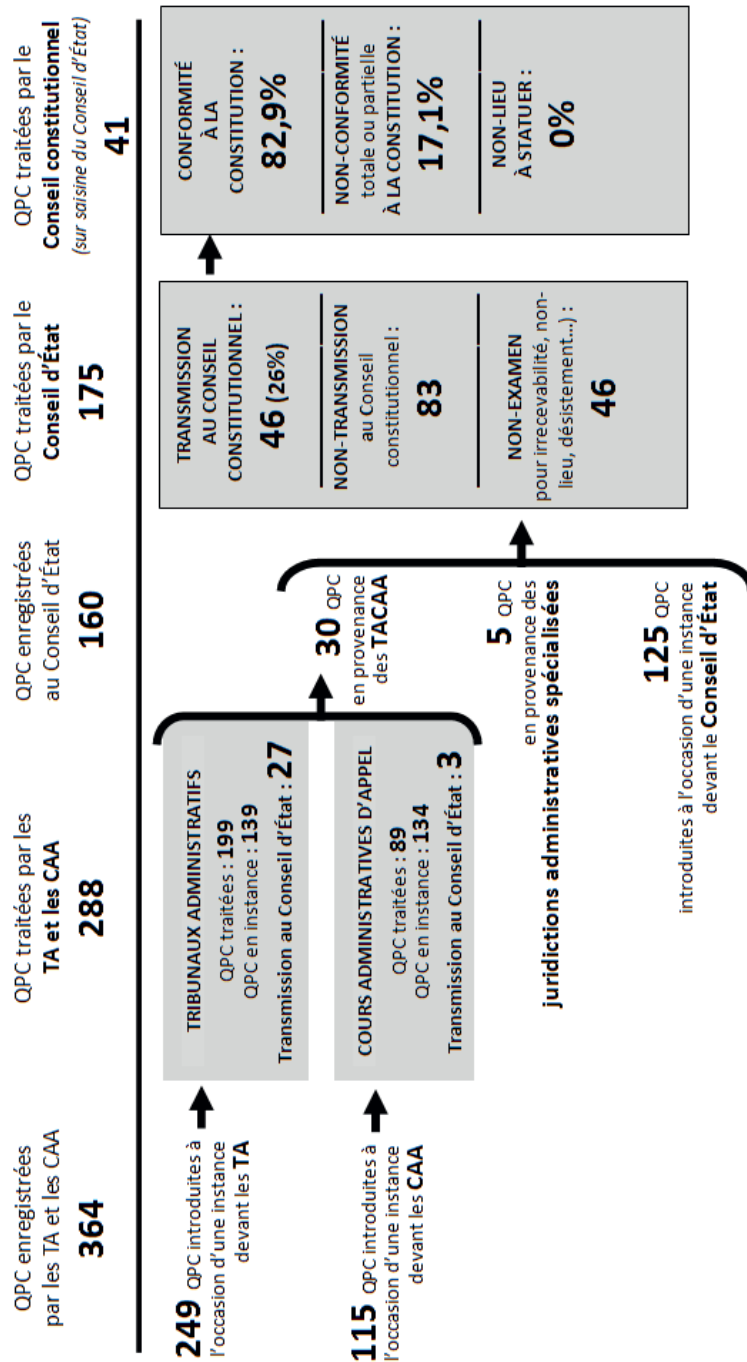 QPC enregistrées
par les TA et les CAA
364
QPC traitées par les
TA et les CAA
288
QPC enregistrées
au Conseil d'État
160
QPC traitées par le
Conseil d'État
175
QPC traitées par le
Conseil constitutionnel
(sur saisine du Conseil d'État)
41
249 QPC introduites à
l'occasion d'une instance
devant les TA
115 QPC introduites à
l'occasion d'une instance
devant les CAA
TRIBUNAUX ADMINISTRATIFS
QPC traitées : 199
QPC en instance : 139
Transmission au Conseil d'État : 27
COURS ADMINISTRATIVES D'APPEL
QPC traitées : 89
QPC en instance : 134
Transmission au Conseil d'État : 3
30 QPC
en provenance
des TACAA
5 QPC
en provenance des
juridictions administratives spécialisées
125 QPC
introduites à l'occasion d'une instance
devant le Conseil d'État
TRANSMISSION
AU CONSEIL
CONSTITUTIONNEL :
46 (26%)
NON-TRANSMISSION
au Conseil
constitutionnel :
83
NON-EXAMEN
pour irrecevabilité, non-
lieu, désistement...) :
46
CONFORMITÉ
À LA
CONSTITUTION :
82,9%
NON-CONFORMITÉ
totale ou partielle
À LA CONSTITUTION :
17,1%
NON-LIEU
À STATUER :
0%